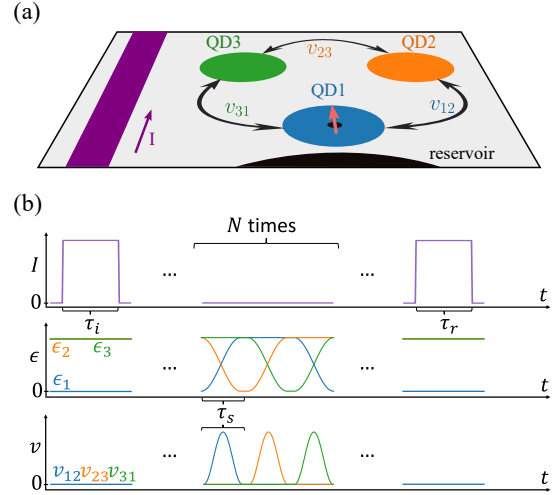 (a)
QD3
QD2
v₂₃
QD1
v₃₁
v₁₂
I
reservoir
(b)
N times
I
...
...
0
t
τᵢ
τᵣ
ϵ
ϵ₂ ϵ₃
...
...
ϵ₁
0
t
τₛ
v
...
...
v₁₂v₂₃v₃₁
0
t